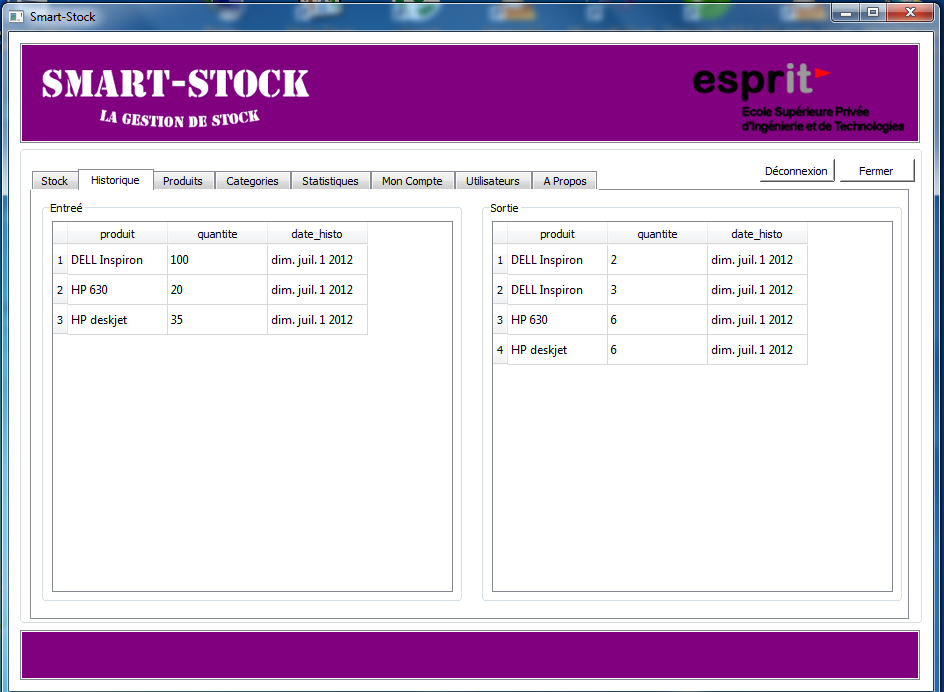 Smart-Stock
SMART-STOCK
LA GESTION DE STOCK
esprit
Ecole Supérieure Privée
d'Ingénierie et de Technologies
Déconnexion Fermer
Stock Historique Produits Categories Statistiques Mon Compte Utilisateurs A Propos
Entreé
produit quantite date_histo
1 DELL Inspiron 100 dim. juil. 1 2012
2 HP 630 20 dim. juil. 1 2012
3 HP deskjet 35 dim. juil. 1 2012
Sortie
produit quantite date_histo
1 DELL Inspiron 2 dim. juil. 1 2012
2 DELL Inspiron 3 dim. juil. 1 2012
3 HP 630 6 dim. juil. 1 2012
4 HP deskjet 6 dim. juil. 1 2012